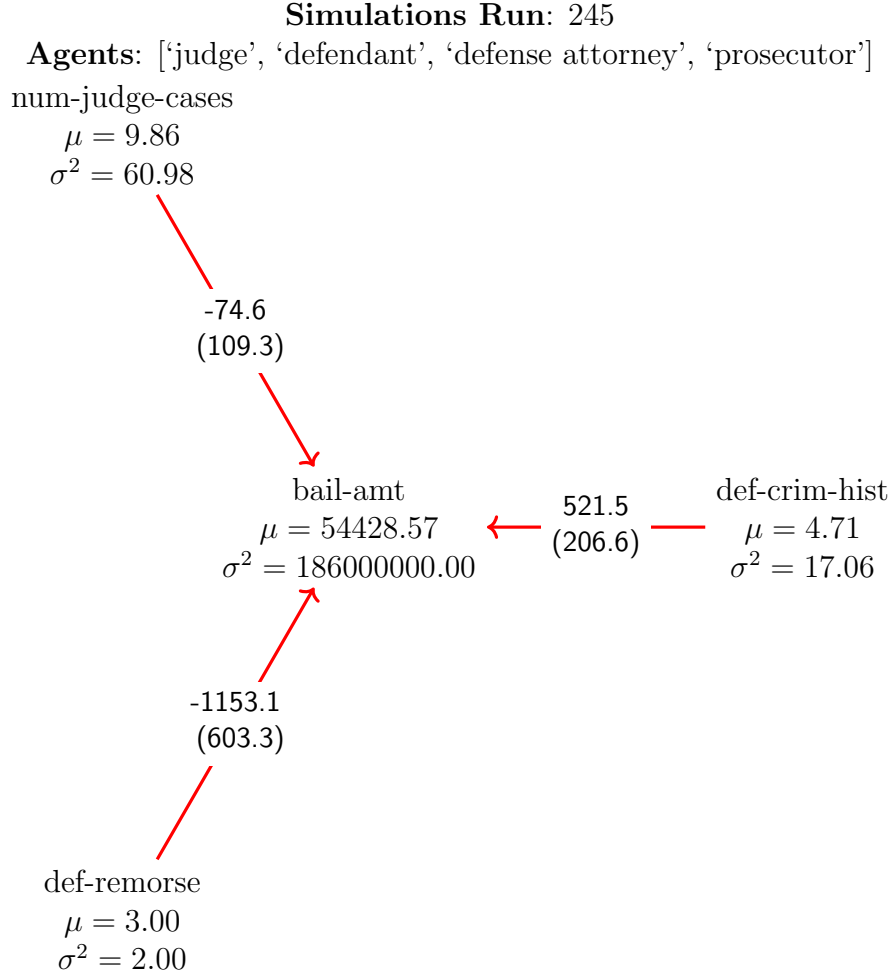 Simulations Run: 245
Agents: [‘judge’, ‘defendant’, ‘defense attorney’, ‘prosecutor’]
num-judge-cases
μ = 9.86
σ² = 60.98
-74.6
(109.3)
bail-amt
μ = 54428.57
σ² = 186000000.00
521.5
(206.6)
def-crim-hist
μ = 4.71
σ² = 17.06
-1153.1
(603.3)
def-remorse
μ = 3.00
σ² = 2.00